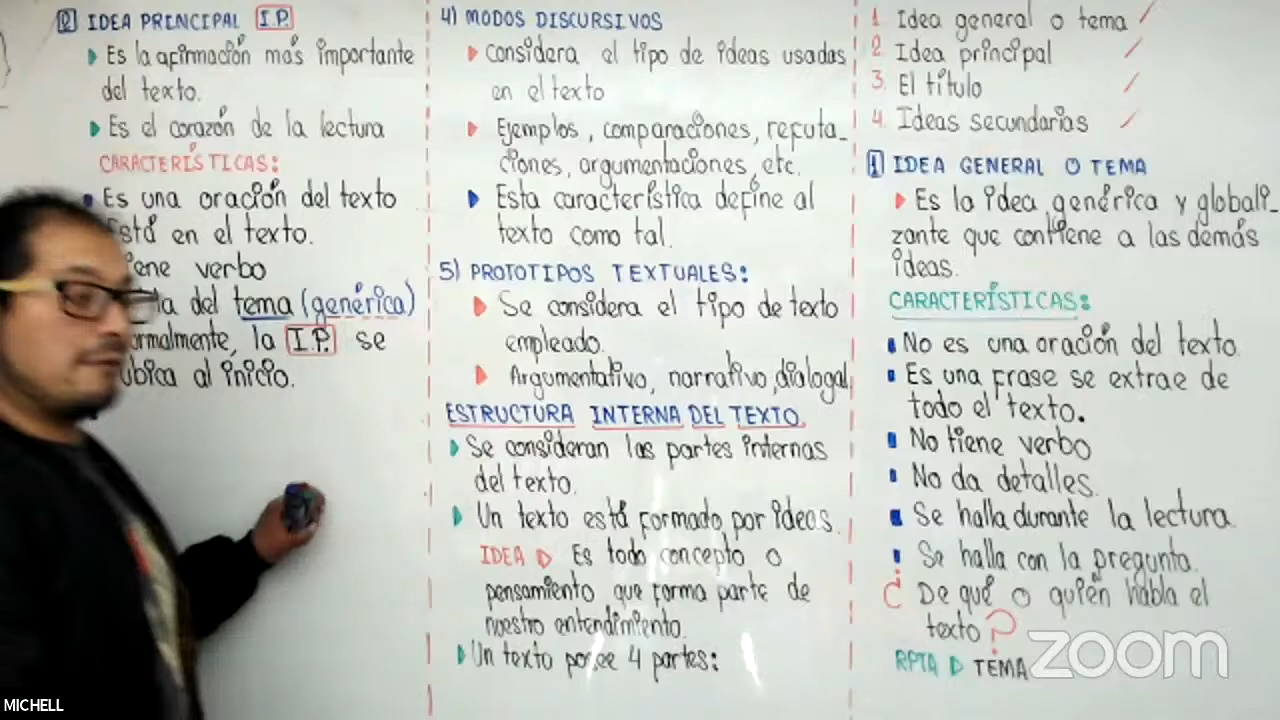 2 IDEA PRINCIPAL I.P.
Es la afirmación más importante
del texto.
Es el corazón de la lectura
CARACTERÍSTICAS:
Es una oración del texto
Está en el texto.
verbo
del tema (genérica)
la I.P. se
al inicio.
4) MODOS DISCURSIVOS
considera el tipo de ideas usadas
en el texto
Ejemplos, comparaciones, refuta_
ciones, argumentaciones, etc.
Esta característica define al
texto como tal.
5) PROTOTIPOS TEXTUALES:
Se considera el tipo de texto
empleado.
Argumentativo, narrativo, dialogal
ESTRUCTURA INTERNA DEL TEXTO
Se consideran las partes internas
del texto.
Un texto está formado por ideas.
IDEA Es todo concepto o
pensamiento que forma parte de
nuestro entendimiento.
Un texto posee 4 partes:
1 Idea general o tema
2 Idea principal
3. El título
4. Ideas secundarias
1 IDEA GENERAL O TEMA
Es la idea genérica y globali_
zante que contiene a las demás
ideas.
CARACTERÍSTICAS:
No es una oración del texto.
Es una frase se extrae de
todo el texto.
No tiene verbo
No da detalles.
Se halla durante la lectura.
Se halla con la pregunta.
¿De qué o quién habla el
texto?
RPTA TEMA
zoom
MICHELL